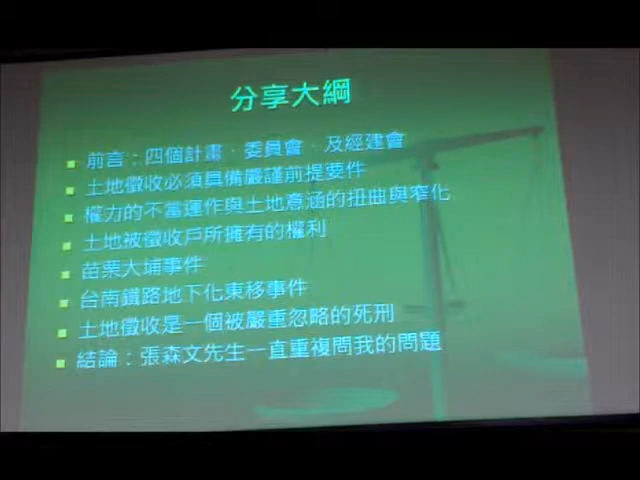 分享大綱
前言：四個計畫、委員會、及經建會
土地徵收必須具備嚴謹前提要件
權力的不當運作與土地意涵的扭曲與窄化
土地被徵收戶所擁有的權利
苗栗大埔事件
台南鐵路地下化東移事件
土地徵收是一個被嚴重忽略的死刑
結論：張森文先生一直重複問我的問題